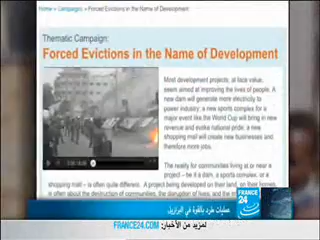 Home » Campaigns » Forced Evictions in the Name of Development
Thematic Campaign:
Forced Evictions in the Name of Development
Most development projects, at face value,
seem aimed at improving the lives of people. A
new dam will generate more electricity to
power industry; a new sports complex for a
major event like the World Cup will bring in new
revenue and evoke national pride; a new
shopping mall will create new businesses and
therefore more jobs.
The reality for communities living at or near a
project – be it a dam, a sports complex, or a
shopping mall – is often quite different. A project being developed on their land, or their homes,
is often about the destruction of communities, the disruption of lives, and the
عمليات طرد بالقوة في البرازيل
FRANCE 24
لمزيد من الأخبار: FRANCE24.COM